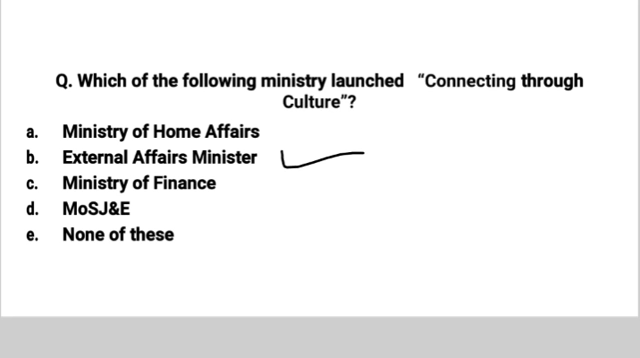 Q. Which of the following ministry launched "Connecting through
Culture"?
a. Ministry of Home Affairs
b. External Affairs Minister
c. Ministry of Finance
d. MoSJ&E
e. None of these